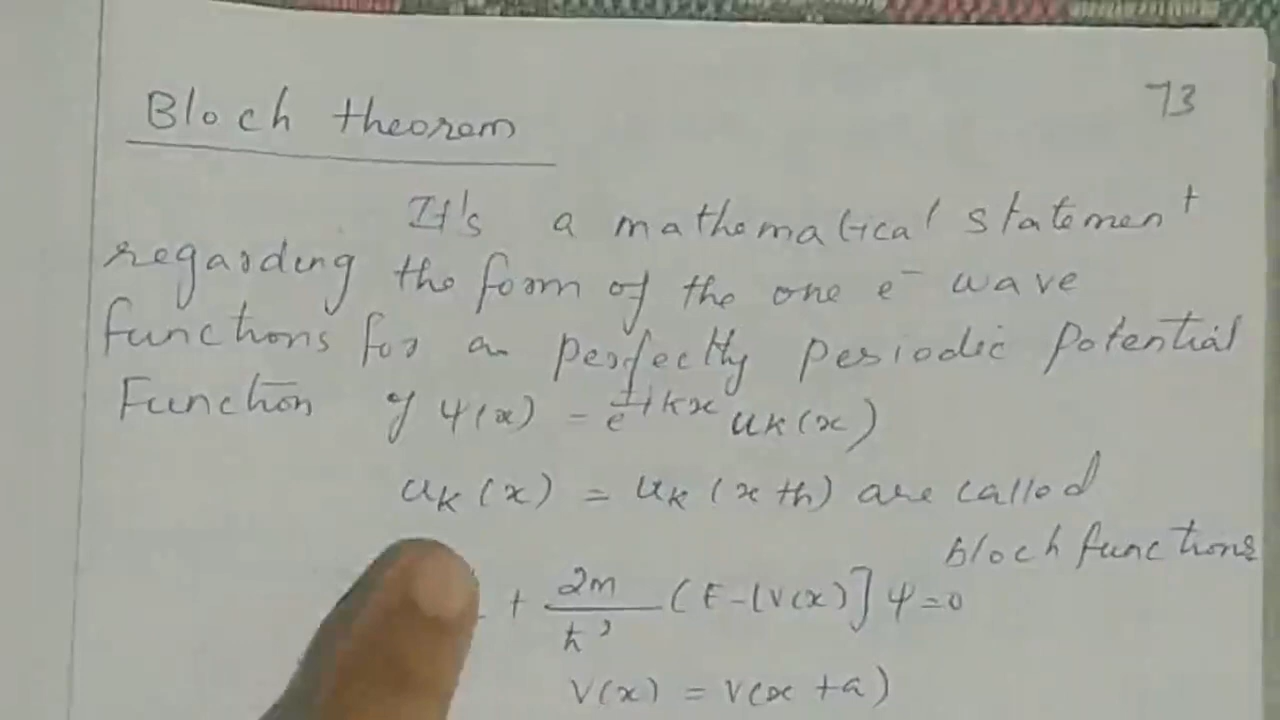 73
Bloch theorem
It's a mathematical statement
regarding the form of the one e⁻ wave
functions for a perfectly periodic potential
Function of ψ(x) = e^±ikx uk(x)
uk(x) = uk(x+h) are called
bloch functions
+ 2m/ħ² (E-[V(x)] ψ=0
V(x) = V(x+a)